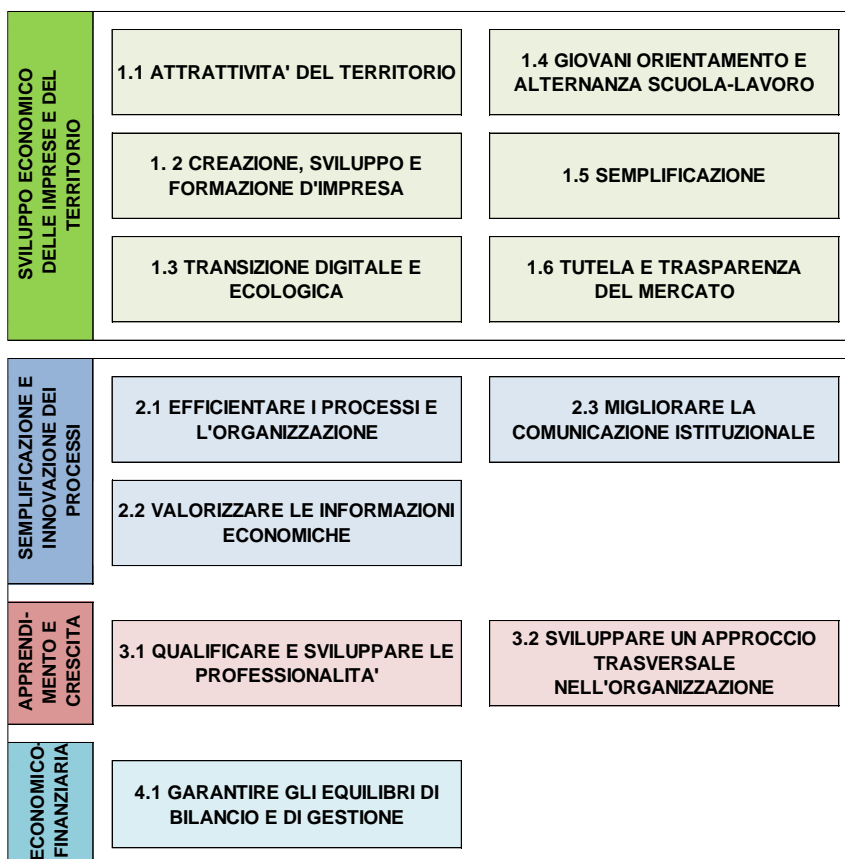 SVILUPPO ECONOMICO
DELLE IMPRESE E DEL
TERRITORIO
1.1 ATTRATTIVITA' DEL TERRITORIO
1.4 GIOVANI ORIENTAMENTO E
ALTERNANZA SCUOLA-LAVORO
1. 2 CREAZIONE, SVILUPPO E
FORMAZIONE D'IMPRESA
1.5 SEMPLIFICAZIONE
1.3 TRANSIZIONE DIGITALE E
ECOLOGICA
1.6 TUTELA E TRASPARENZA
DEL MERCATO
SEMPLIFICAZIONE E
INNOVAZIONE DEI
PROCESSI
2.1 EFFICIENTARE I PROCESSI E
L'ORGANIZZAZIONE
2.3 MIGLIORARE LA
COMUNICAZIONE ISTITUZIONALE
2.2 VALORIZZARE LE INFORMAZIONI
ECONOMICHE
APPRENDI-
MENTO E
CRESCITA
3.1 QUALIFICARE E SVILUPPARE LE
PROFESSIONALITA'
3.2 SVILUPPARE UN APPROCCIO
TRASVERSALE
NELL'ORGANIZZAZIONE
ECONOMICO-
FINANZIARIA
4.1 GARANTIRE GLI EQUILIBRI DI
BILANCIO E DI GESTIONE